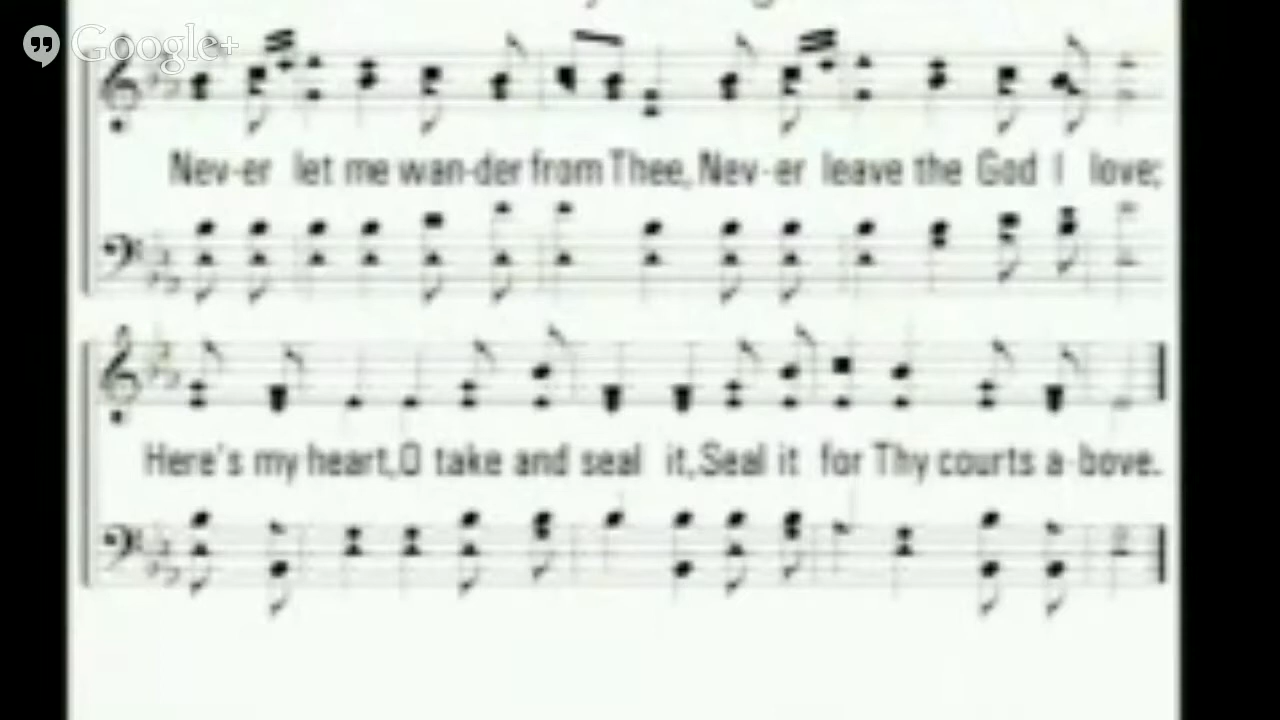 Google+
Nev-er let me wan-der from Thee, Nev-er leave the God I love;
Here's my heart, O take and seal it, Seal it for Thy courts a-bove.